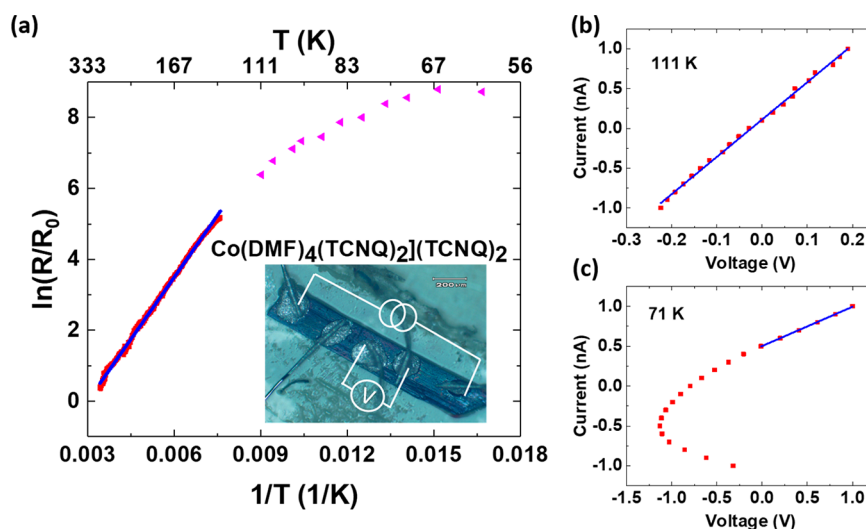 (a)
T (K)
333 167 111 83 67 56
8
6
4
2
0
ln(R/R0)
Co(DMF)4(TCNQ)2](TCNQ)2
200um
V
0.003 0.006 0.009 0.012 0.015 0.018
1/T (1/K)
(b)
111 K
1.0
0.5
0.0
-0.5
-1.0
Current (nA)
-0.3 -0.2 -0.1 0.0 0.1 0.2
Voltage (V)
(c)
71 K
1.0
0.5
0.0
-0.5
-1.0
Current (nA)
-1.5 -1.0 -0.5 0.0 0.5 1.0
Voltage (V)